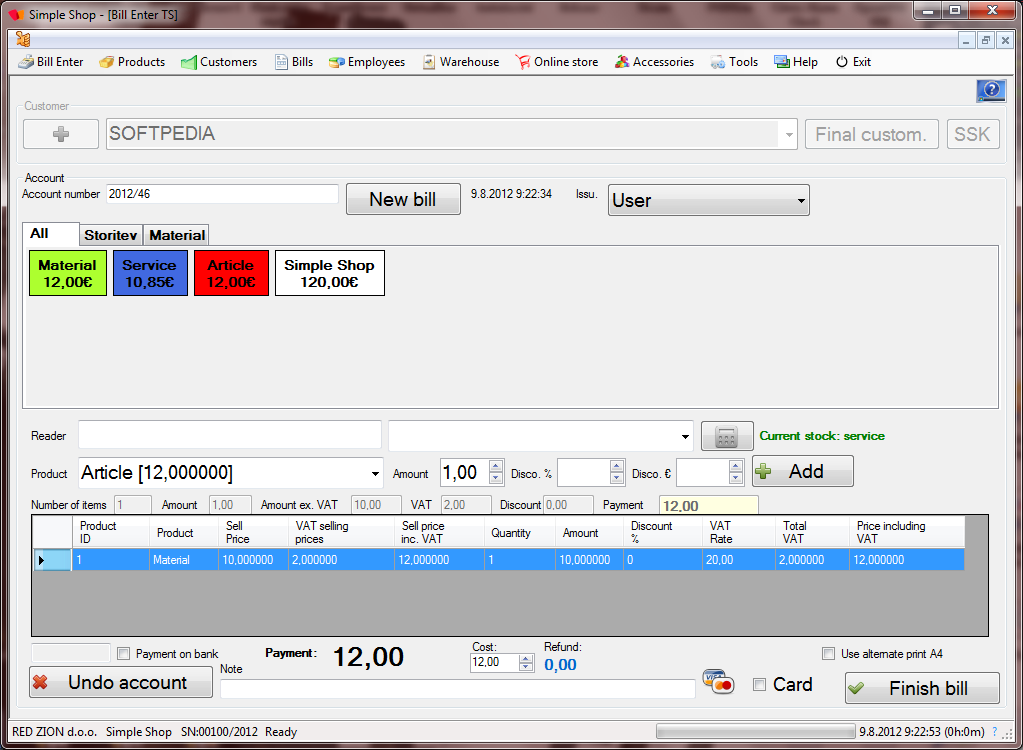 Simple Shop - [Bill Enter TS]
Bill Enter Products Customers Bills Employees Warehouse Online store Accessories Tools Help Exit
Customer
SOFTPEDIA Final custom. SSK
Account
Account number 2012/46 New bill 9.8.2012 9:22:34 Issu. User
All Storitev Material
Material Service Article Simple Shop
12,00€ 10,85€ 12,00€ 120,00€
Reader Current stock: service
Product Article [12,000000] Amount 1,00 Disco. % Disco. € Add
Number of items 1 Amount 1,00 Amount ex. VAT 10,00 VAT 2,00 Discount 0,00 Payment 12,00
Product ID Product Sell Price VAT selling prices Sell price inc. VAT Quantity Amount Discount % VAT Rate Total VAT Price including VAT
1 Material 10,000000 2,000000 12,000000 1 10,000000 0 20,00 2,000000 12,000000
Payment on bank Payment: 12,00 Cost: 12,00 Refund: 0,00 Use alternate print A4
Undo account Note VISA Card Finish bill
RED ZION d.o.o. Simple Shop SN:00100/2012 Ready 9.8.2012 9:22:53 (0h:0m) ?